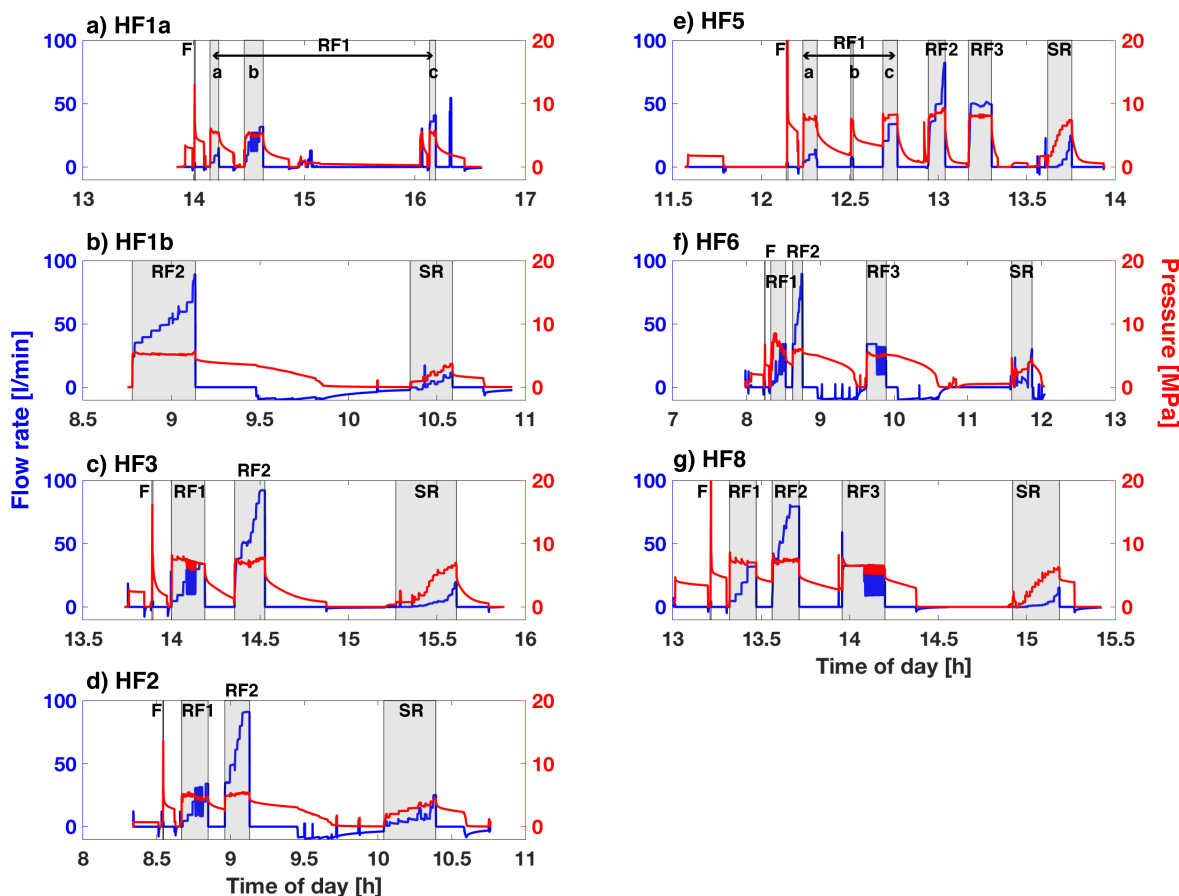 a) HF1a
F
RF1
a
b
c
100
50
0
20
10
0
13
14
15
16
17
b) HF1b
RF2
SR
100
50
0
20
10
0
8.5
9
9.5
10
10.5
11
c) HF3
F
RF1
RF2
SR
100
50
0
20
10
0
13.5
14
14.5
15
15.5
16
d) HF2
F
RF1
RF2
SR
100
50
0
20
10
0
8
8.5
9
9.5
10
10.5
11
Time of day [h]
Flow rate [l/min]
e) HF5
F
RF1
a
b
c
RF2
RF3
SR
100
50
0
20
10
0
11.5
12
12.5
13
13.5
14
f) HF6
F
RF1
RF2
RF3
SR
100
50
0
20
10
0
7
8
9
10
11
12
13
g) HF8
F
RF1
RF2
RF3
SR
100
50
0
20
10
0
13
13.5
14
14.5
15
15.5
Time of day [h]
Pressure [MPa]